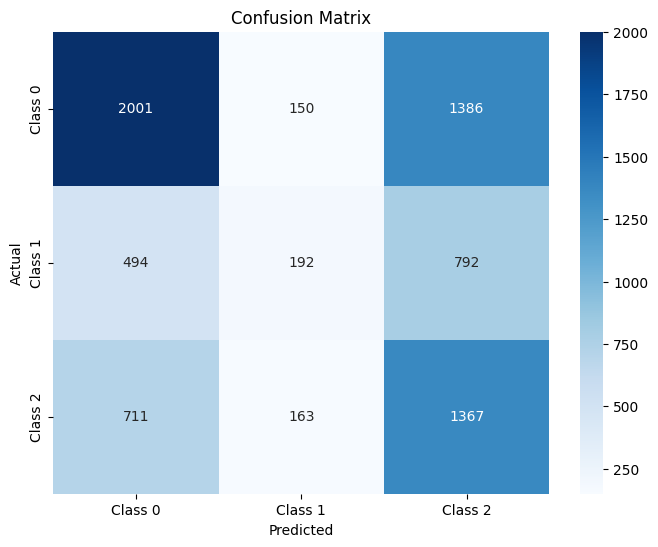 Confusion Matrix
Actual
Class 0
2001 150 1386
Class 1
494 192 792
Class 2
711 163 1367
Class 0 Class 1 Class 2
Predicted
2000
1750
1500
1250
1000
750
500
250